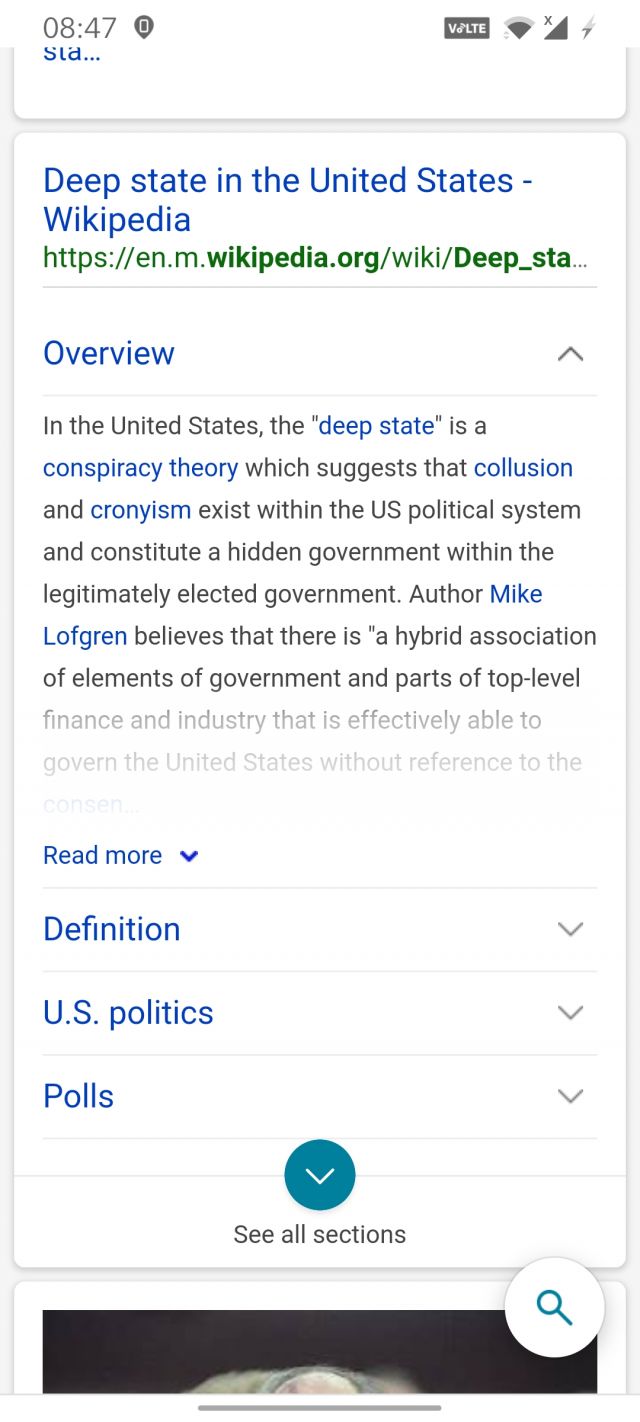 08:47
VoLTE
X
sta...
Deep state in the United States -
Wikipedia
https://en.m.wikipedia.org/wiki/Deep_sta...
Overview
In the United States, the "deep state" is a
conspiracy theory which suggests that collusion
and cronyism exist within the US political system
and constitute a hidden government within the
legitimately elected government. Author Mike
Lofgren believes that there is "a hybrid association
of elements of government and parts of top-level
finance and industry that is effectively able to
govern the United States without reference to the
consen...
Read more
Definition
U.S. politics
Polls
See all sections